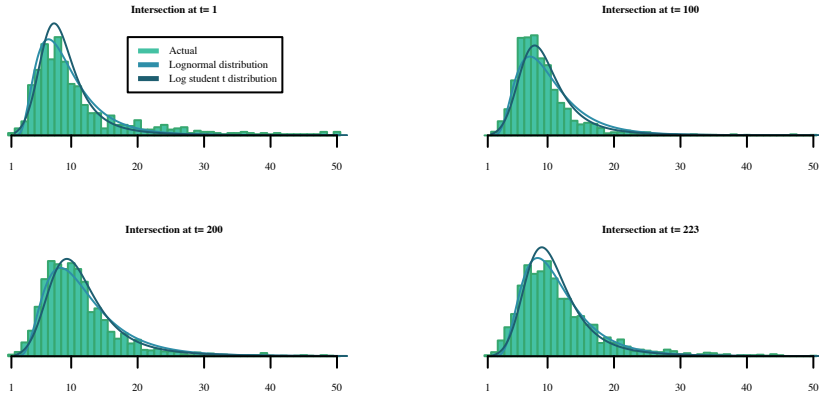 Intersection at t= 1
Actual
Lognormal distribution
Log student t distribution
1 10 20 30 40 50
Intersection at t= 100
1 10 20 30 40 50
Intersection at t= 200
1 10 20 30 40 50
Intersection at t= 223
1 10 20 30 40 50